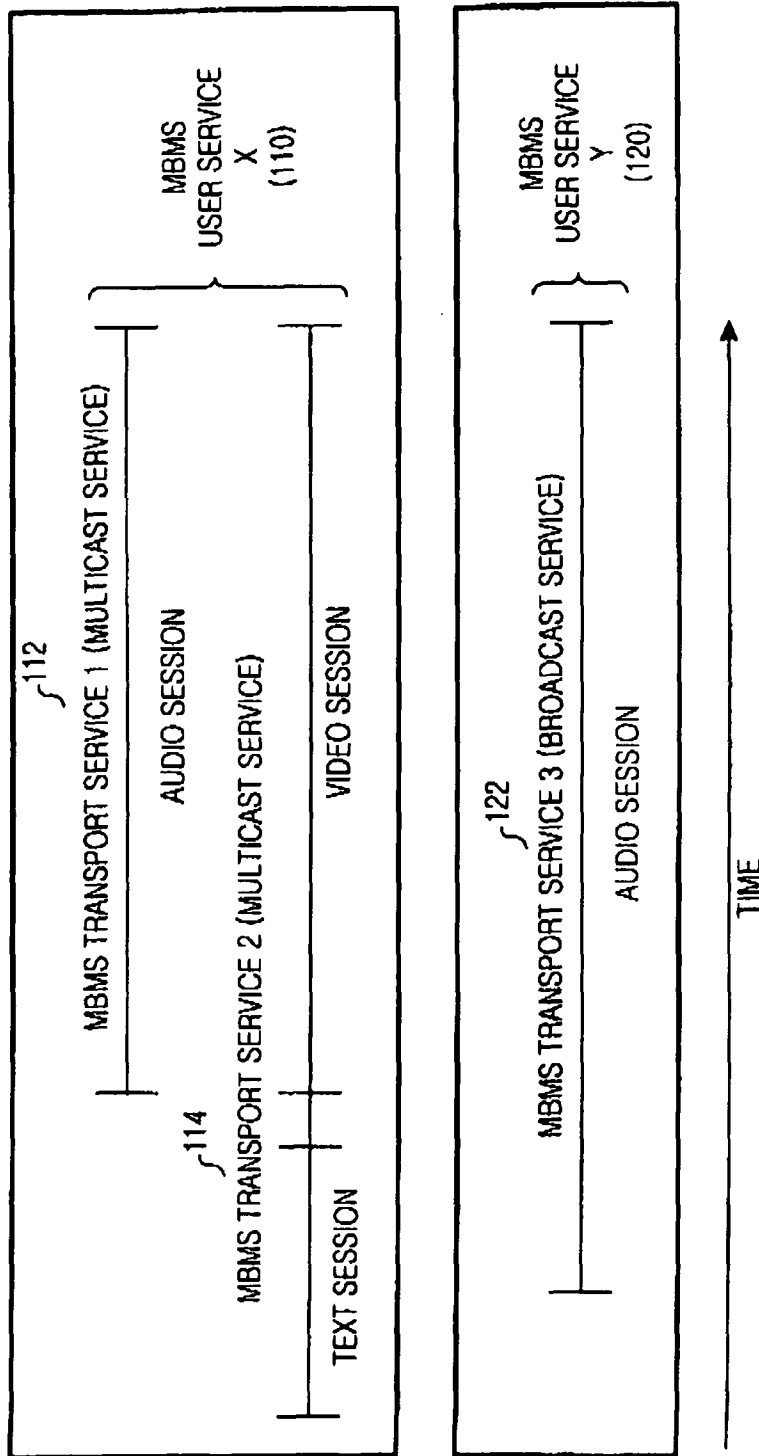 112
MBMS TRANSPORT SERVICE 1 (MULTICAST SERVICE)
AUDIO SESSION
114
MBMS TRANSPORT SERVICE 2 (MULTICAST SERVICE)
TEXT SESSION
VIDEO SESSION
MBMS
USER SERVICE
X
(110)
122
MBMS TRANSPORT SERVICE 3 (BROADCAST SERVICE)
AUDIO SESSION
MBMS
USER SERVICE
Y
(120)
TIME